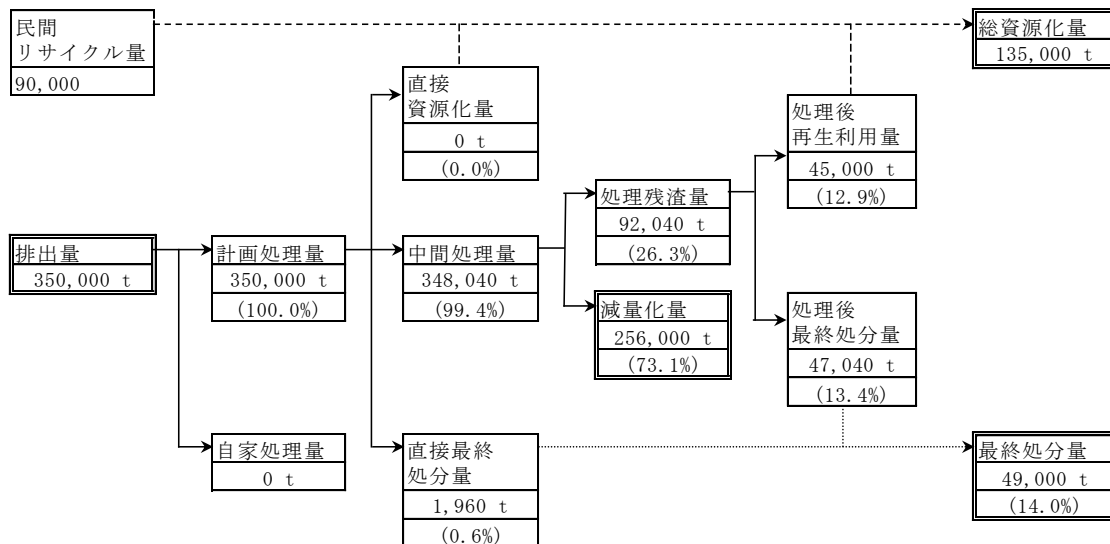 民間
リサイクル量
90,000
総資源化量
135,000 t
直接
資源化量
0 t
(0.0%)
処理後
再生利用量
45,000 t
(12.9%)
処理残渣量
92,040 t
(26.3%)
排出量
350,000 t
計画処理量
350,000 t
(100.0%)
中間処理量
348,040 t
(99.4%)
減量化量
256,000 t
(73.1%)
処理後
最終処分量
47,040 t
(13.4%)
自家処理量
0 t
直接最終
処分量
1,960 t
(0.6%)
最終処分量
49,000 t
(14.0%)